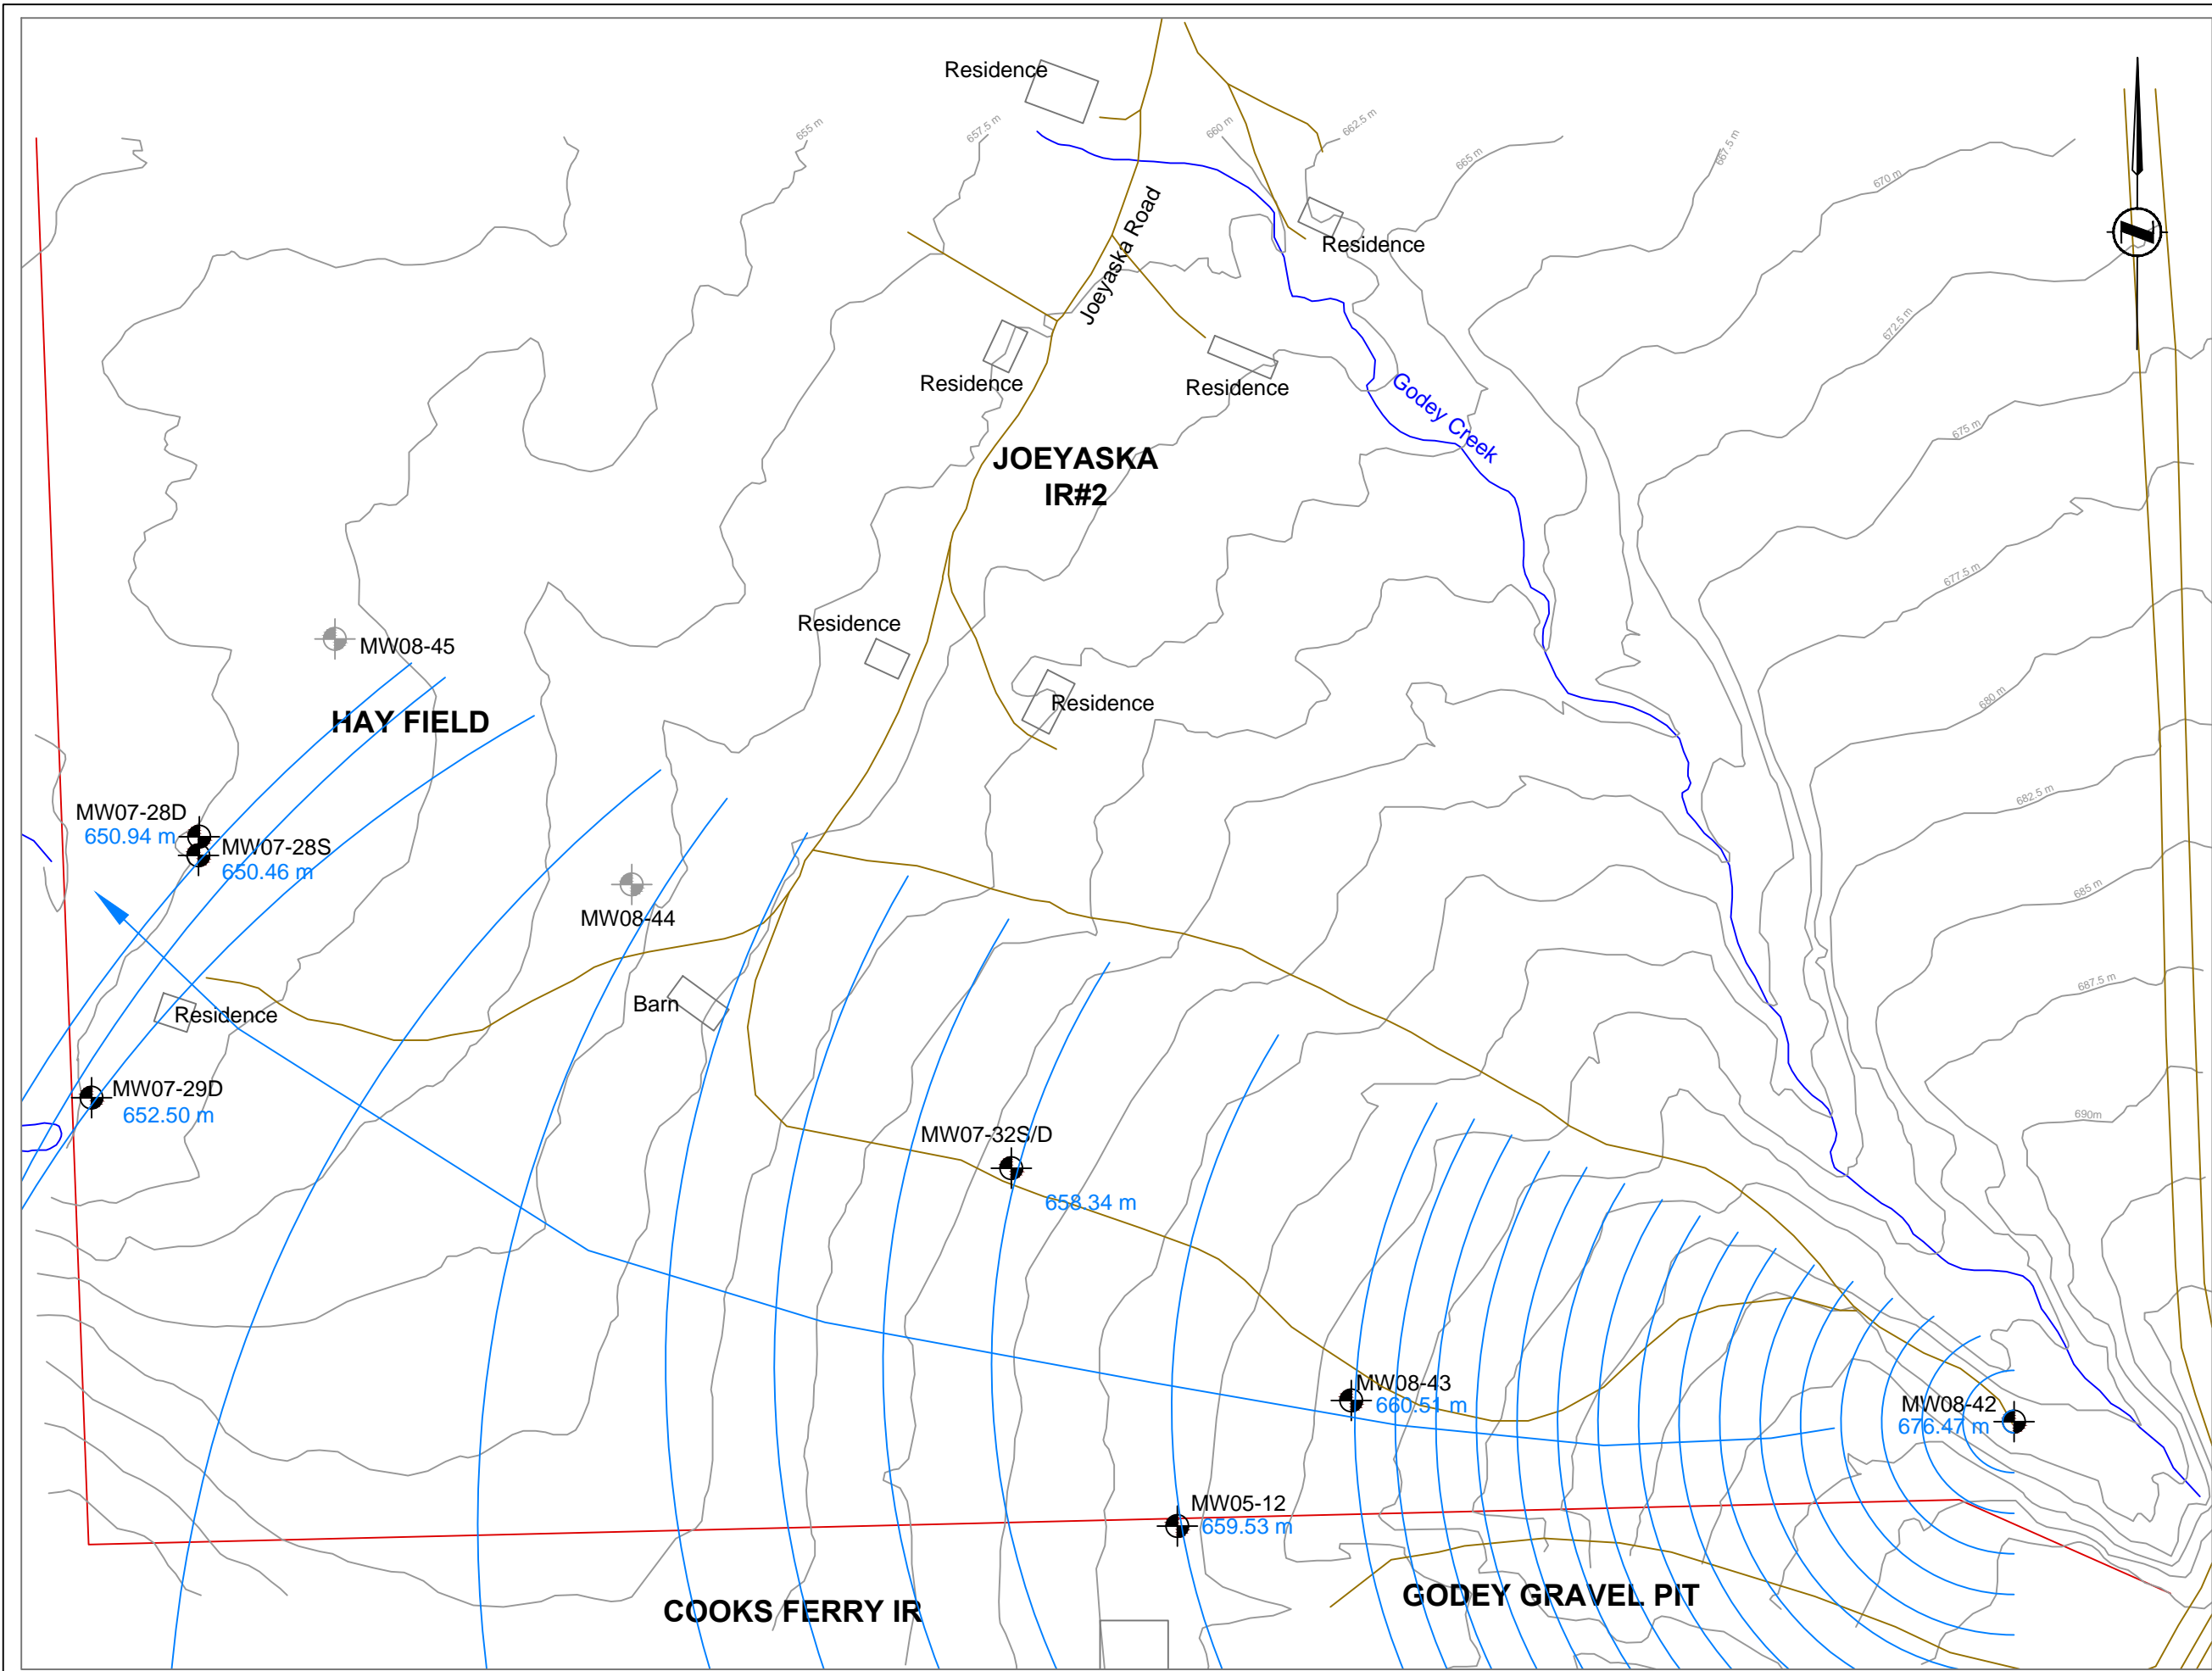 Residence
655 m
657.5 m
660 m
662.5 m
665 m
667.5 m
670 m
N
Joeyaska Road
Residence
672.5 m
Residence
Residence
Godey Creek
675 m
JOEYASKA
IR#2
677.5 m
Residence
MW08-45
680 m
Residence
HAY FIELD
682.5 m
MW07-28D
650.94 m
MW07-28S
650.46 m
685 m
MW08-44
687.5 m
Barn
Residence
MW07-29D
652.50 m
690m
MW07-32S/D
658.34 m
MW08-43
660.51 m
MW08-42
676.47 m
MW05-12
659.53 m
GODEY GRAVEL PIT
COOKS FERRY IR